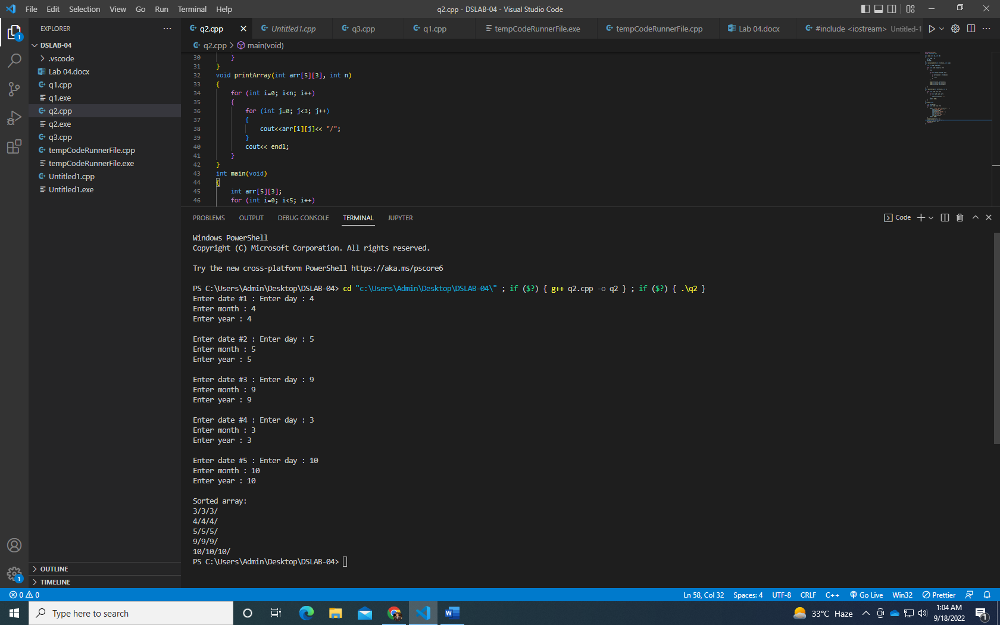 File Edit Selection View Go Run Terminal Help
q2.cpp - DSLAB-04 - Visual Studio Code
EXPLORER
DSLAB-04
.vscode
Lab 04.docx
q1.cpp
q1.exe
q2.cpp
q2.exe
q3.cpp
tempCodeRunnerFile.cpp
tempCodeRunnerFile.exe
Untitled1.cpp
Untitled1.exe
OUTLINE
TIMELINE
1
1
q2.cpp Untitled1.cpp q3.cpp q1.cpp tempCodeRunnerFile.exe tempCodeRunnerFile.cpp Lab 04.docx #include <iostream> Untitled-1
q2.cpp > main(void)
30 }
31 }
32 void printArray(int arr[5][3], int n)
33 {
34 for (int i=0; i<n; i++)
35 {
36 for (int j=0; j<3; j++)
37 {
38 cout<<arr[i][j]<< "/";
39 }
40 cout<< endl;
41 }
42 }
43 int main(void)
44 {
45 int arr[5][3];
46 for (int i=0; i<5; i++)
PROBLEMS OUTPUT DEBUG CONSOLE TERMINAL JUPYTER
Code
Windows PowerShell
Copyright (C) Microsoft Corporation. All rights reserved.
Try the new cross-platform PowerShell https://aka.ms/pscore6
PS C:\Users\Admin\Desktop\DSLAB-04> cd "c:\Users\Admin\Desktop\DSLAB-04\" ; if ($?) { g++ q2.cpp -o q2 } ; if ($?) { .\q2 }
Enter date #1 : Enter day : 4
Enter month : 4
Enter year : 4
Enter date #2 : Enter day : 5
Enter month : 5
Enter year : 5
Enter date #3 : Enter day : 9
Enter month : 9
Enter year : 9
Enter date #4 : Enter day : 3
Enter month : 3
Enter year : 3
Enter date #5 : Enter day : 10
Enter month : 10
Enter year : 10
Sorted array:
3/3/3/
4/4/4/
5/5/5/
9/9/9/
10/10/10/
PS C:\Users\Admin\Desktop\DSLAB-04>
0 0
Ln 58, Col 32 Spaces: 4 UTF-8 CRLF C++ Go Live Win32 Prettier
Type here to search
33°C Haze
1:04 AM
9/18/2022
1